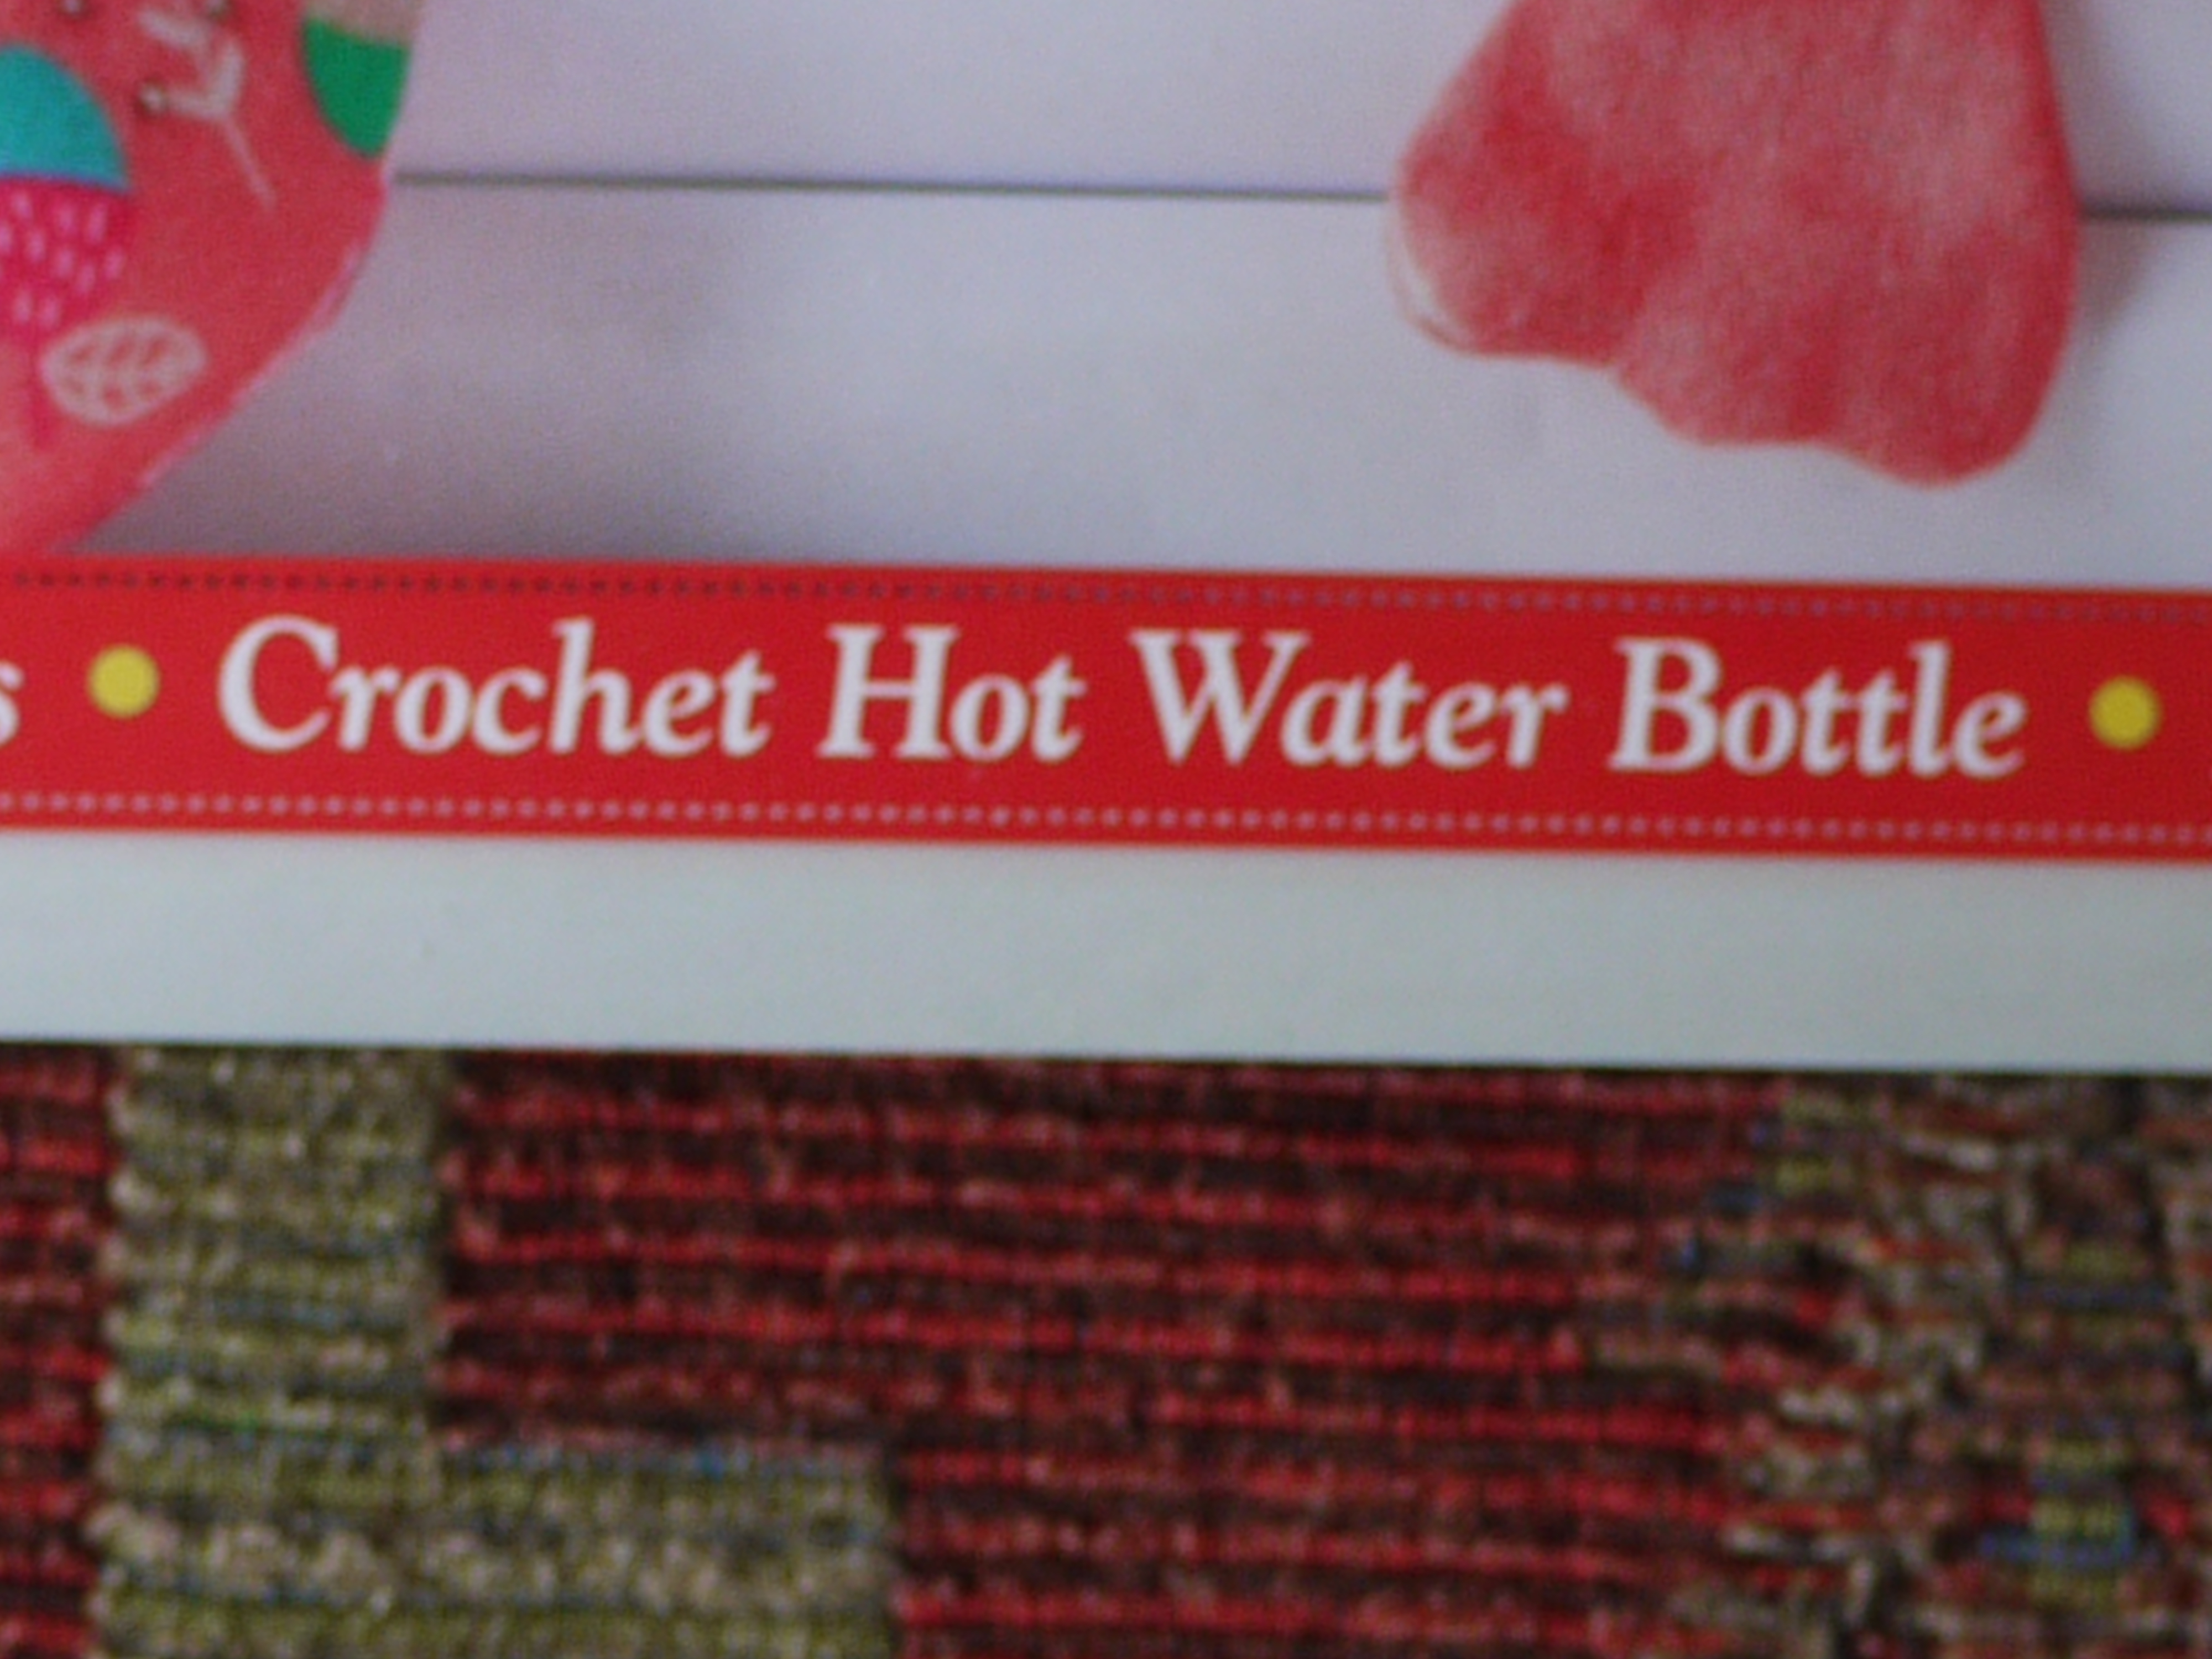 s • Crochet Hot Water Bottle •